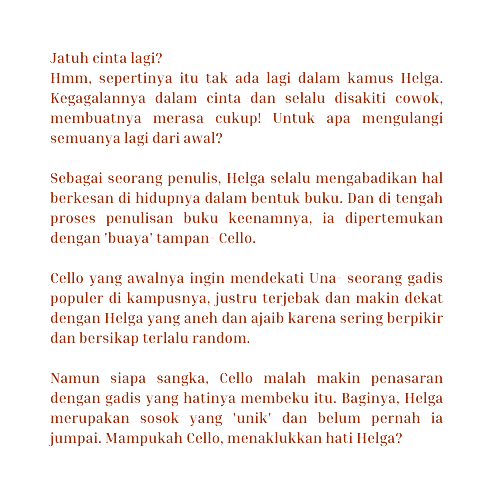 Jatuh cinta lagi?
Hmm, sepertinya itu tak ada lagi dalam kamus Helga.
Kegagalannya dalam cinta dan selalu disakiti cowok,
membuatnya merasa cukup! Untuk apa mengulangi
semuanya lagi dari awal?
Sebagai seorang penulis, Helga selalu mengabadikan hal
berkesan di hidupnya dalam bentuk buku. Dan di tengah
proses penulisan buku keenamnya, ia dipertemukan
dengan 'buaya' tampan- Cello.
Cello yang awalnya ingin mendekati Una- seorang gadis
populer di kampusnya, justru terjebak dan makin dekat
dengan Helga yang aneh dan ajaib karena sering berpikir
dan bersikap terlalu random.
Namun siapa sangka, Cello malah makin penasaran
dengan gadis yang hatinya membeku itu. Baginya, Helga
merupakan sosok yang 'unik' dan belum pernah ia
jumpai. Mampukah Cello, menaklukkan hati Helga?